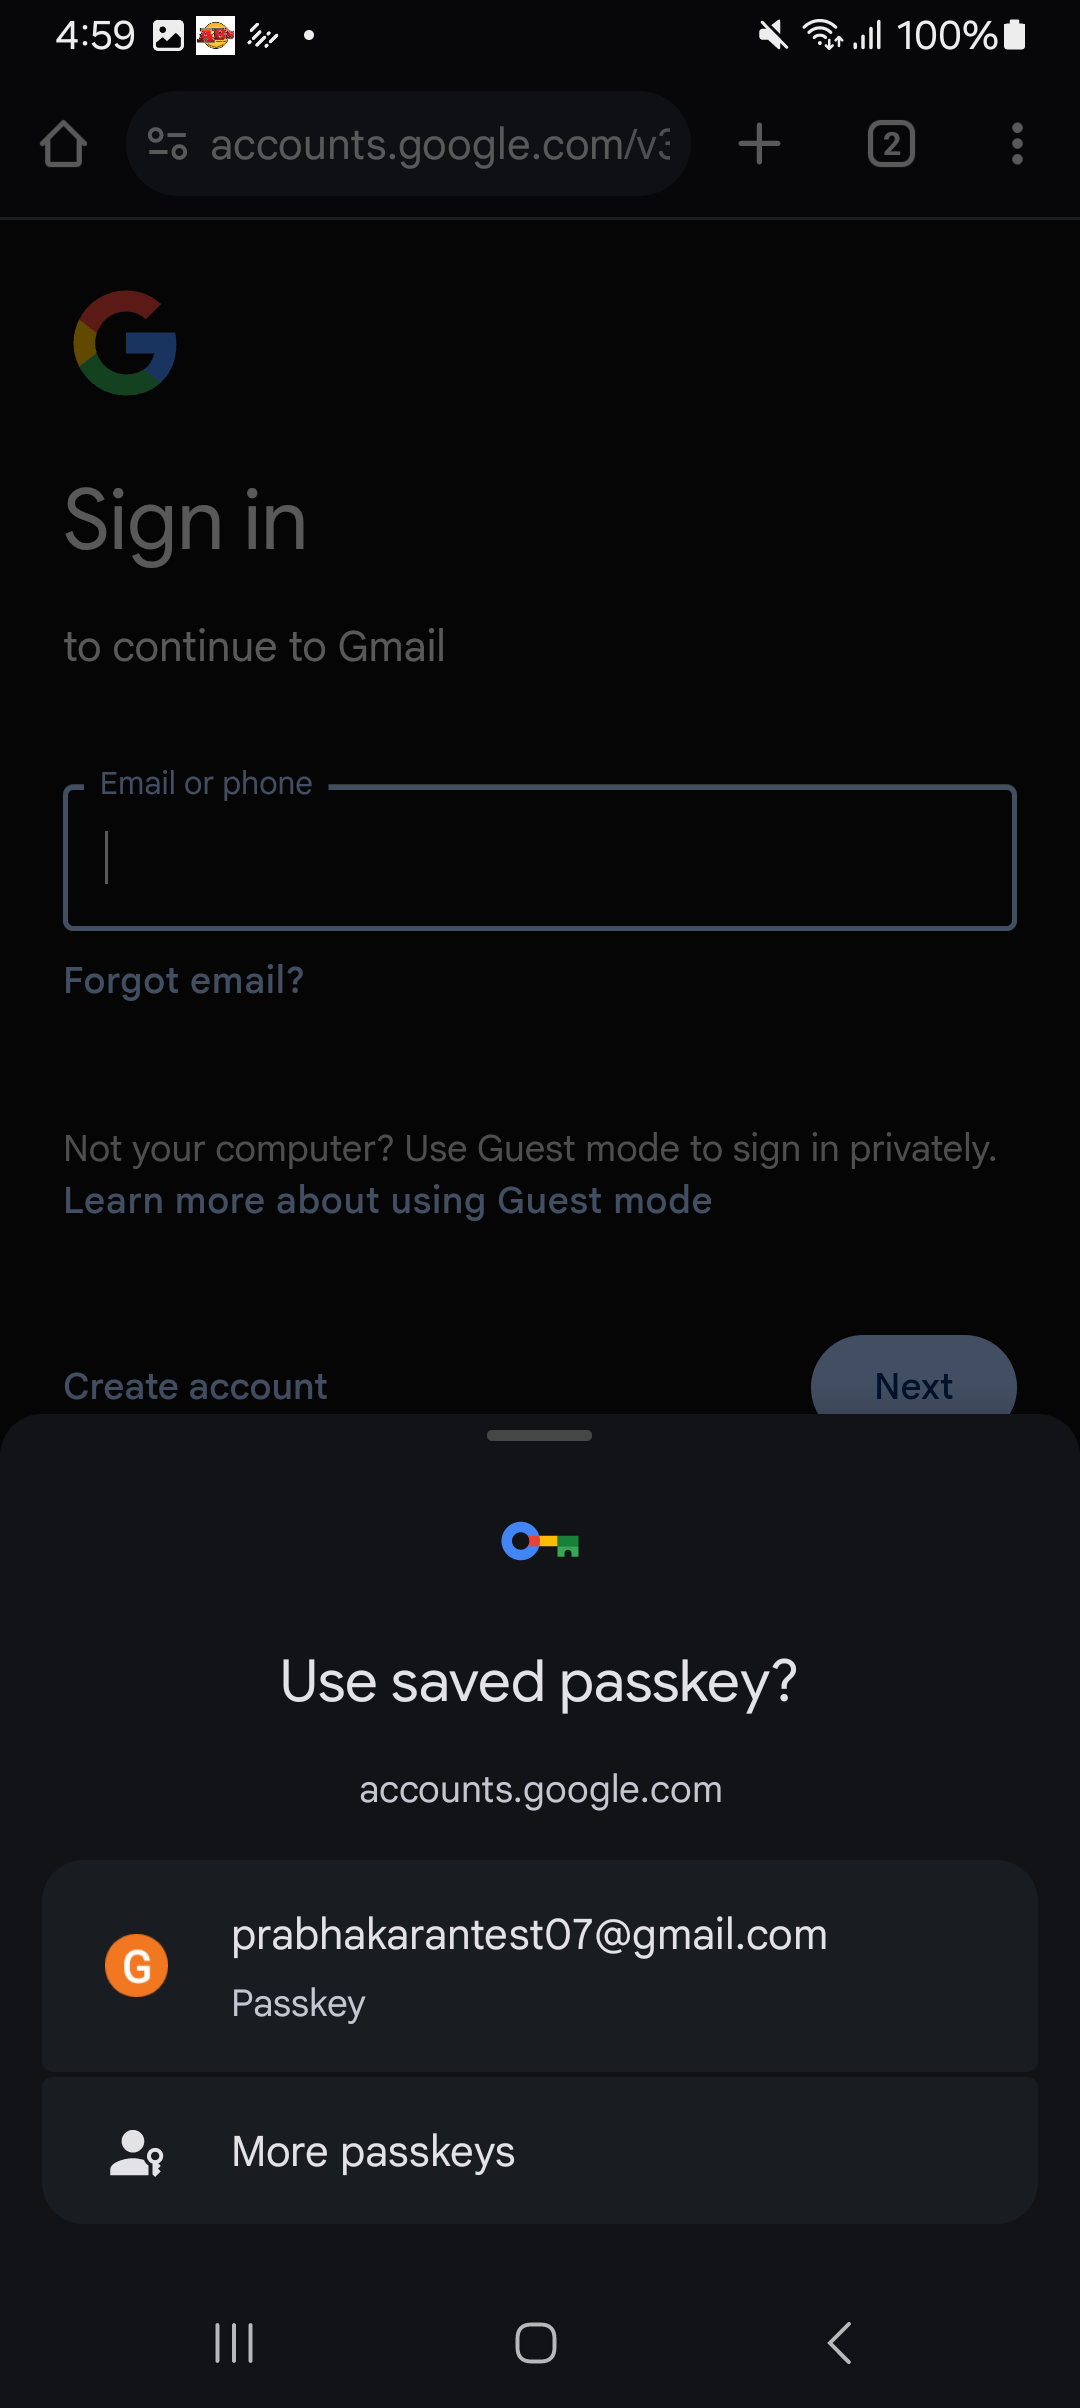 4:59
100%
accounts.google.com/v3
2
Sign in
to continue to Gmail
Email or phone
Forgot email?
Not your computer? Use Guest mode to sign in privately.
Learn more about using Guest mode
Create account
Next
Use saved passkey?
accounts.google.com
G
prabhakarantest07@gmail.com
Passkey
More passkeys